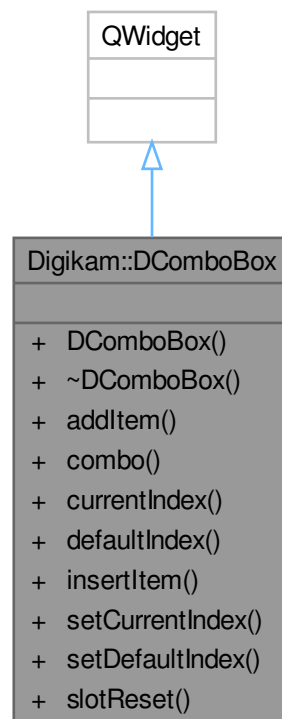 QWidget
Digikam::DComboBox
+ DComboBox()
+ ~DComboBox()
+ addItem()
+ combo()
+ currentIndex()
+ defaultIndex()
+ insertItem()
+ setCurrentIndex()
+ setDefaultIndex()
+ slotReset()